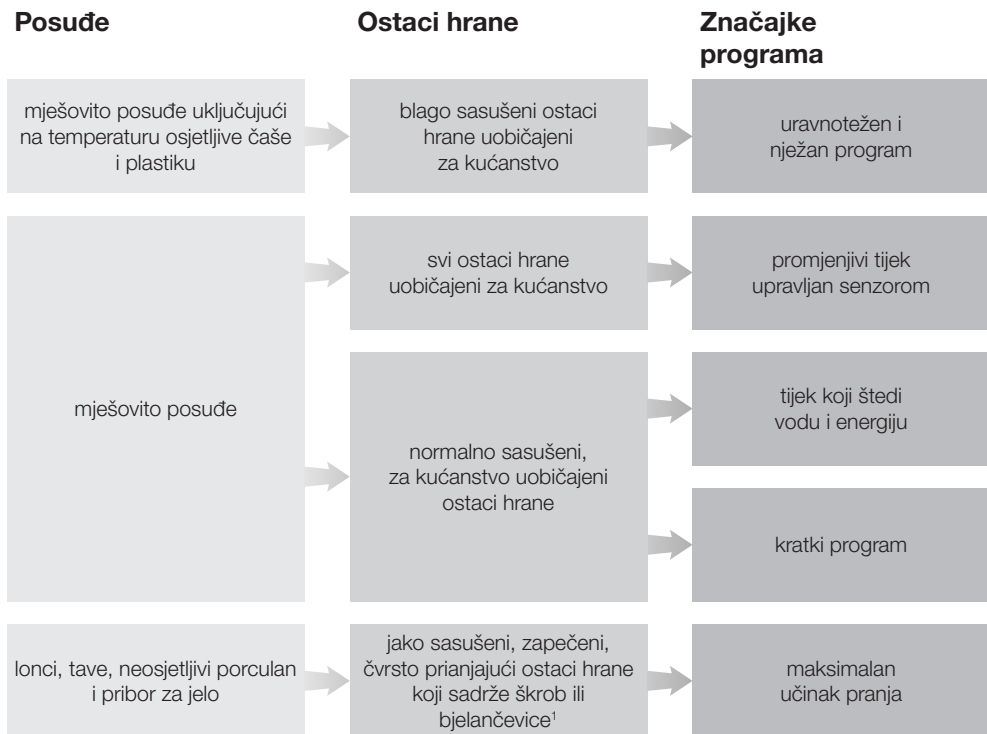 Posuđe
Ostaci hrane
Značajke
programa
mješovito posuđe uključujući
na temperaturu osjetljive čaše
i plastiku
blago sasušeni ostaci
hrane uobičajeni
za kućanstvo
uravnotežen i
nježan program
mješovito posuđe
svi ostaci hrane
uobičajeni za kućanstvo
promjenjivi tijek
upravljan senzorom
normalno sasušeni,
za kućanstvo uobičajeni
ostaci hrane
tijek koji štedi
vodu i energiju
kratki program
lonci, tave, neosjetljivi porculan
i pribor za jelo
jako sasušeni, zapečeni,
čvrsto prianjajući ostaci hrane
koji sadrže škrob ili
bjelančevice¹
maksimalan
učinak pranja